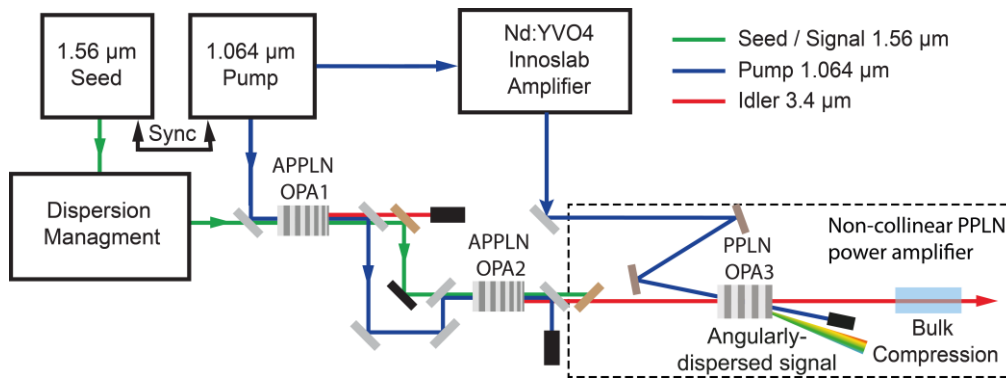 1.56 µm
Seed
1.064 µm
Pump
Nd:YVO4
Innoslab
Amplifier
Seed / Signal 1.56 µm
Pump 1.064 µm
Idler 3.4 µm
Sync
Dispersion
Managment
APPLN
OPA1
APPLN
OPA2
PPLN
OPA3
Non-collinear PPLN
power amplifier
Angularly-
dispersed signal
Bulk
Compression